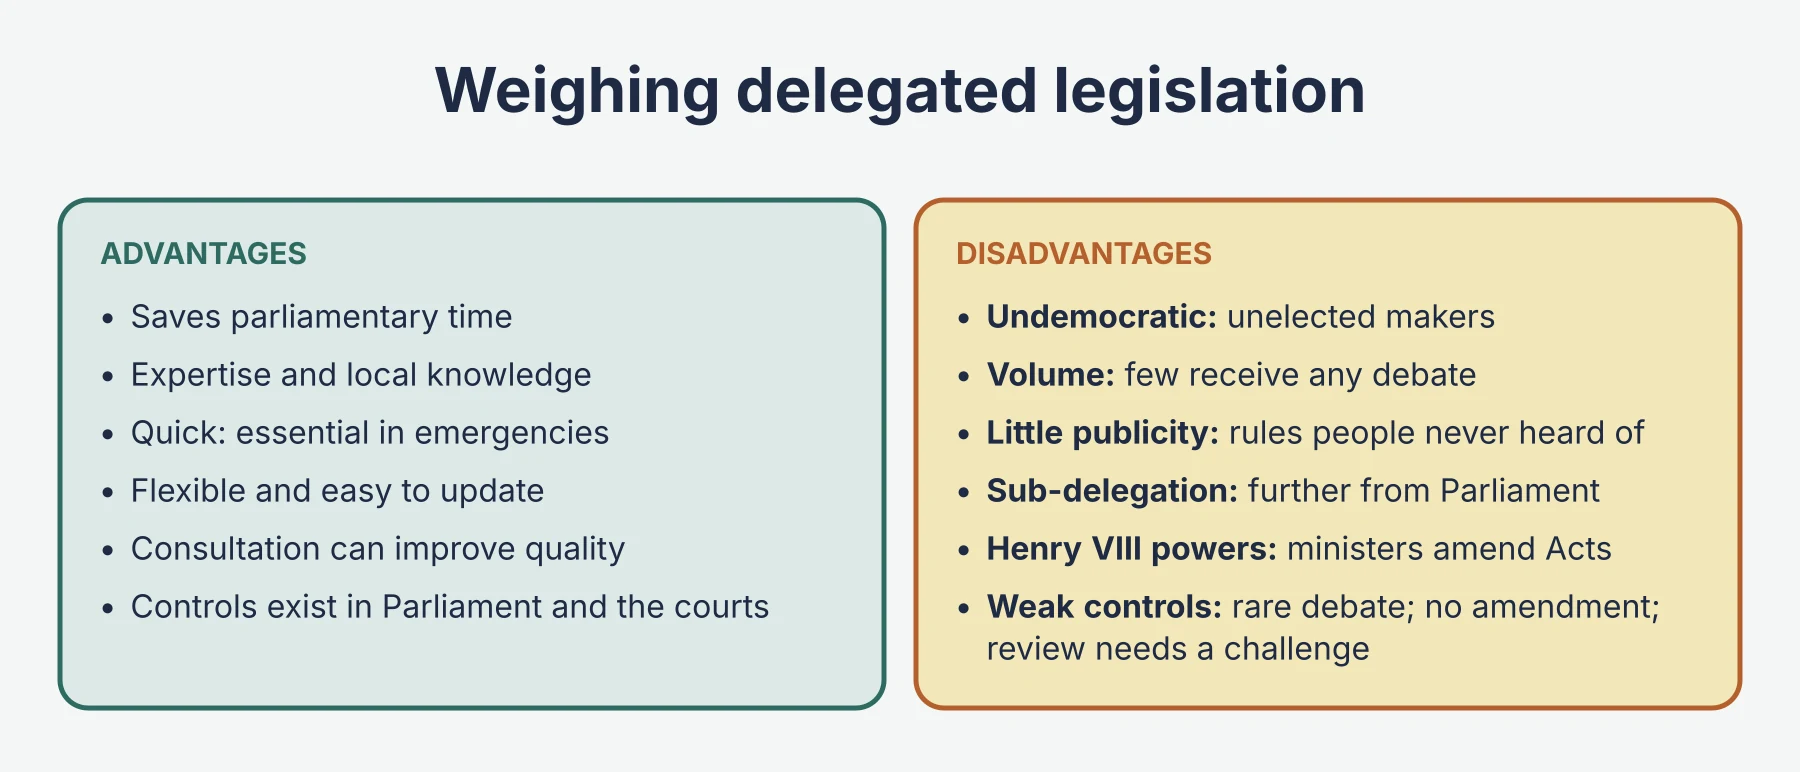 Weighing delegated legislation
ADVANTAGES
• Saves parliamentary time
• Expertise and local knowledge
• Quick: essential in emergencies
• Flexible and easy to update
• Consultation can improve quality
• Controls exist in Parliament and the courts
DISADVANTAGES
• Undemocratic: unelected makers
• Volume: few receive any debate
• Little publicity: rules people never heard of
• Sub-delegation: further from Parliament
• Henry VIII powers: ministers amend Acts
• Weak controls: rare debate; no amendment;
review needs a challenge